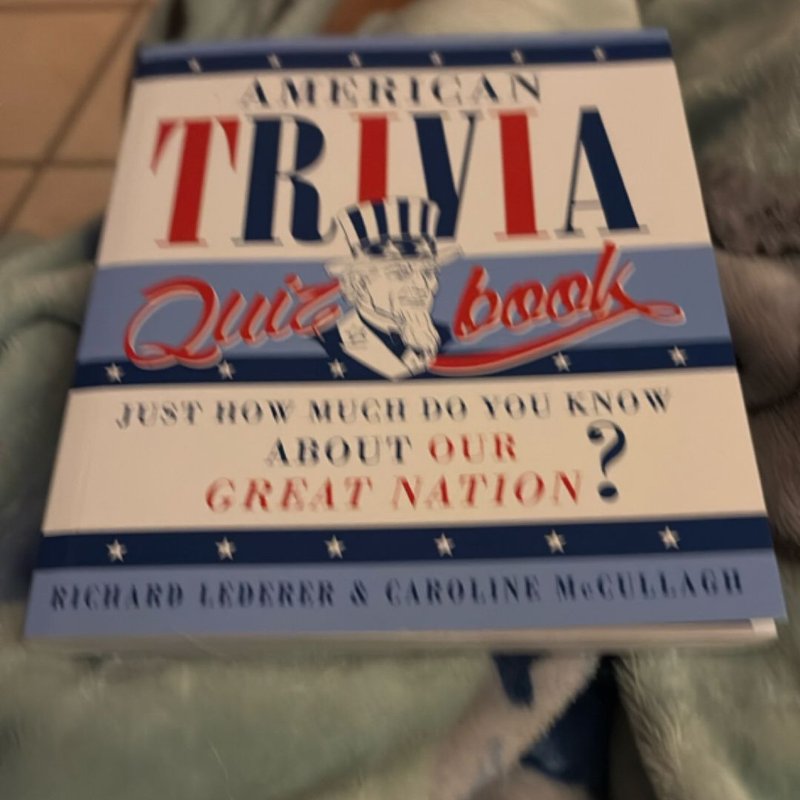 AMERICAN
TRIVIA
Quiz book
JUST HOW MUCH DO YOU KNOW
ABOUT OUR
GREAT NATION?
RICHARD LEDERER & CAROLINE McCULLAGH